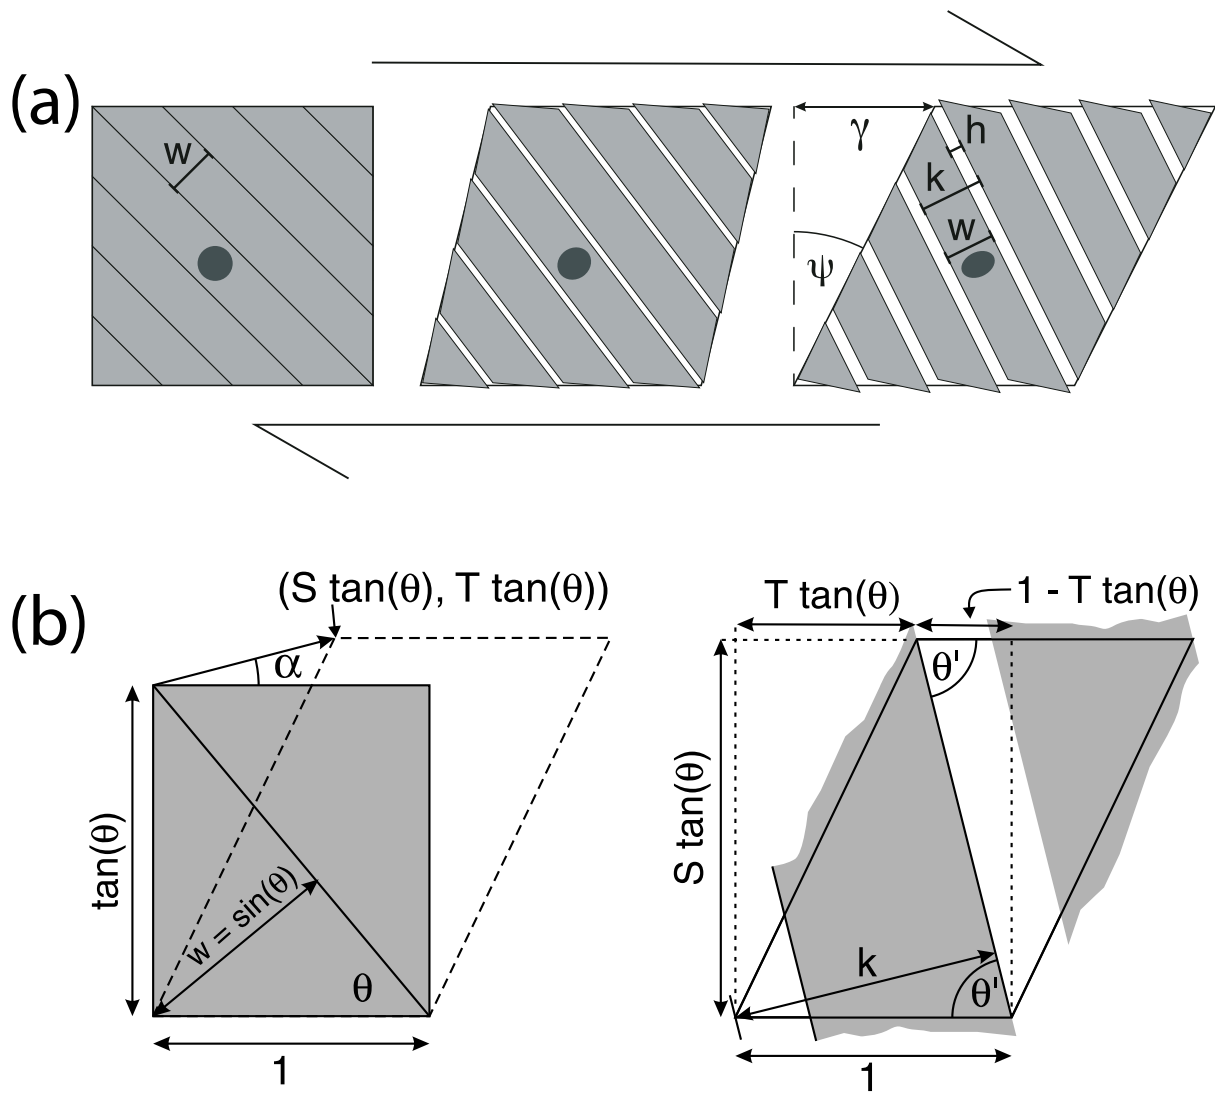 (a)
w
γ
h
k
w
ψ
(b)
(S tan(θ), T tan(θ))
α
tan(θ)
w = sin(θ)
θ
1
T tan(θ)
1 - T tan(θ)
θ'
S tan(θ)
k
θ'
1